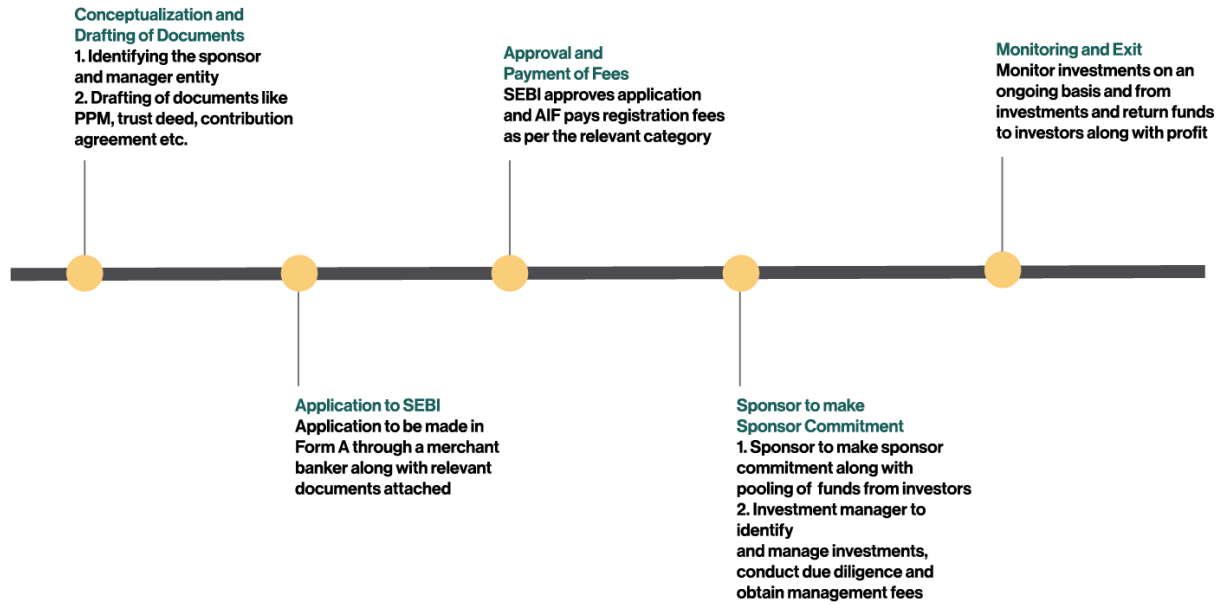 Conceptualization and
Drafting of Documents
1. Identifying the sponsor
and manager entity
2. Drafting of documents like
PPM, trust deed, contribution
agreement etc.
Application to SEBI
Application to be made in
Form A through a merchant
banker along with relevant
documents attached
Approval and
Payment of Fees
SEBI approves application
and AIF pays registration fees
as per the relevant category
Sponsor to make
Sponsor Commitment
1. Sponsor to make sponsor
commitment along with
pooling of funds from investors
2. Investment manager to
identify
and manage investments,
conduct due diligence and
obtain management fees
Monitoring and Exit
Monitor investments on an
ongoing basis and from
investments and return funds
to investors along with profit